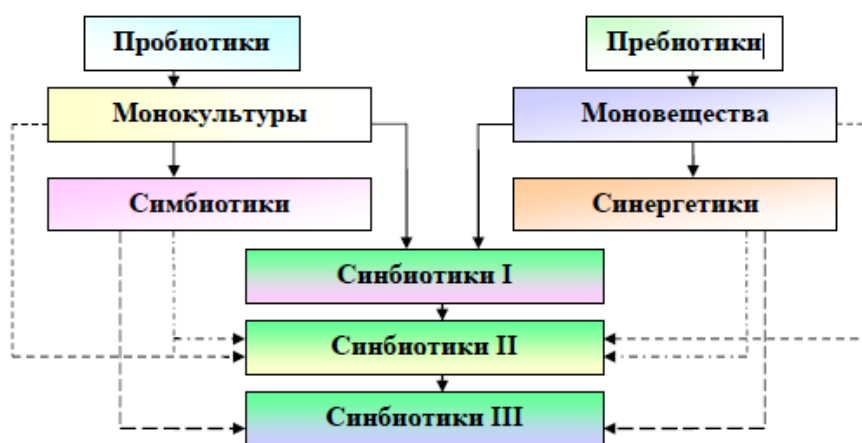 Пробиотики
Пребиотики
Монокультуры
Моновещества
Симбиотики
Синергетики
Синбиотики I
Синбиотики II
Синбиотики III